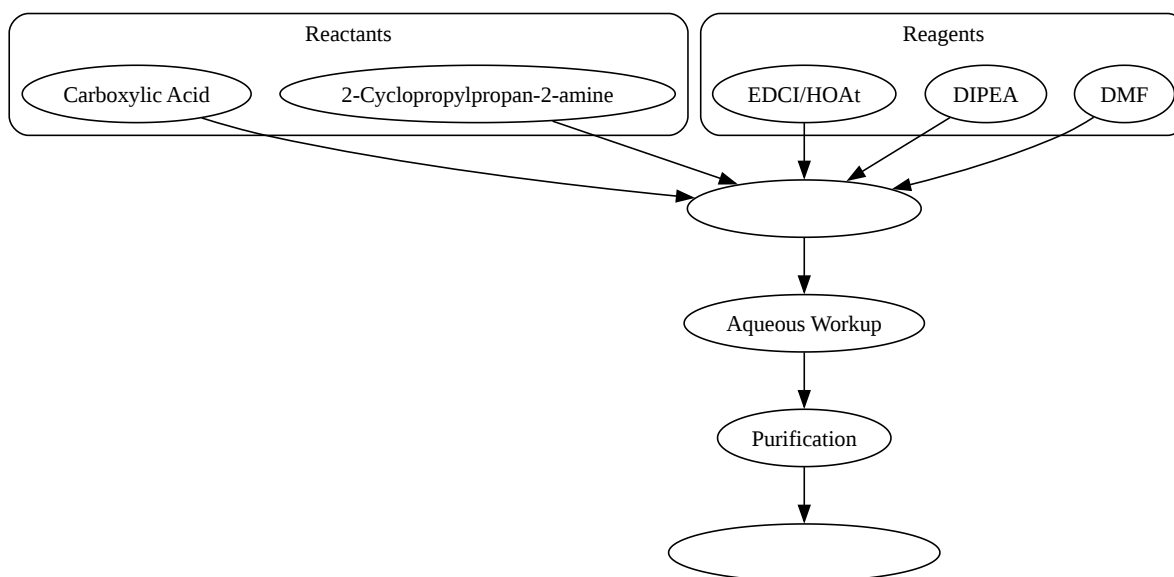 Reactants
Reagents
Carboxylic Acid
2-Cyclopropylpropan-2-amine
EDCI/HOAt
DIPEA
DMF
Aqueous Workup
Purification